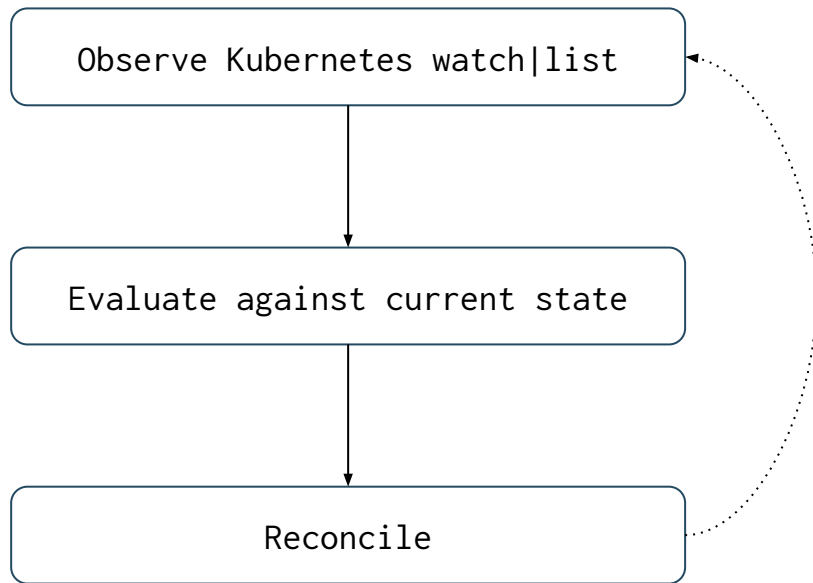 Observe Kubernetes watch|list
Evaluate against current state
Reconcile